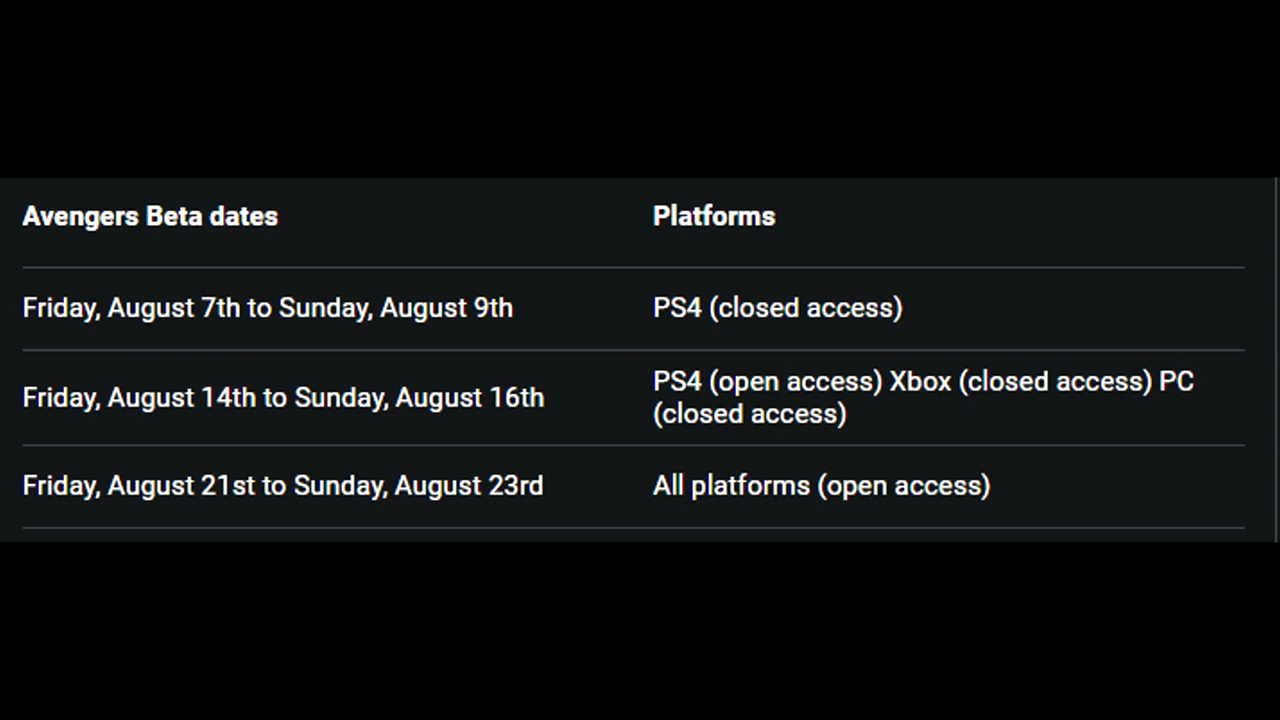 Avengers Beta dates Platforms
Friday, August 7th to Sunday, August 9th PS4 (closed access)
Friday, August 14th to Sunday, August 16th PS4 (open access) Xbox (closed access) PC
(closed access)
Friday, August 21st to Sunday, August 23rd All platforms (open access)